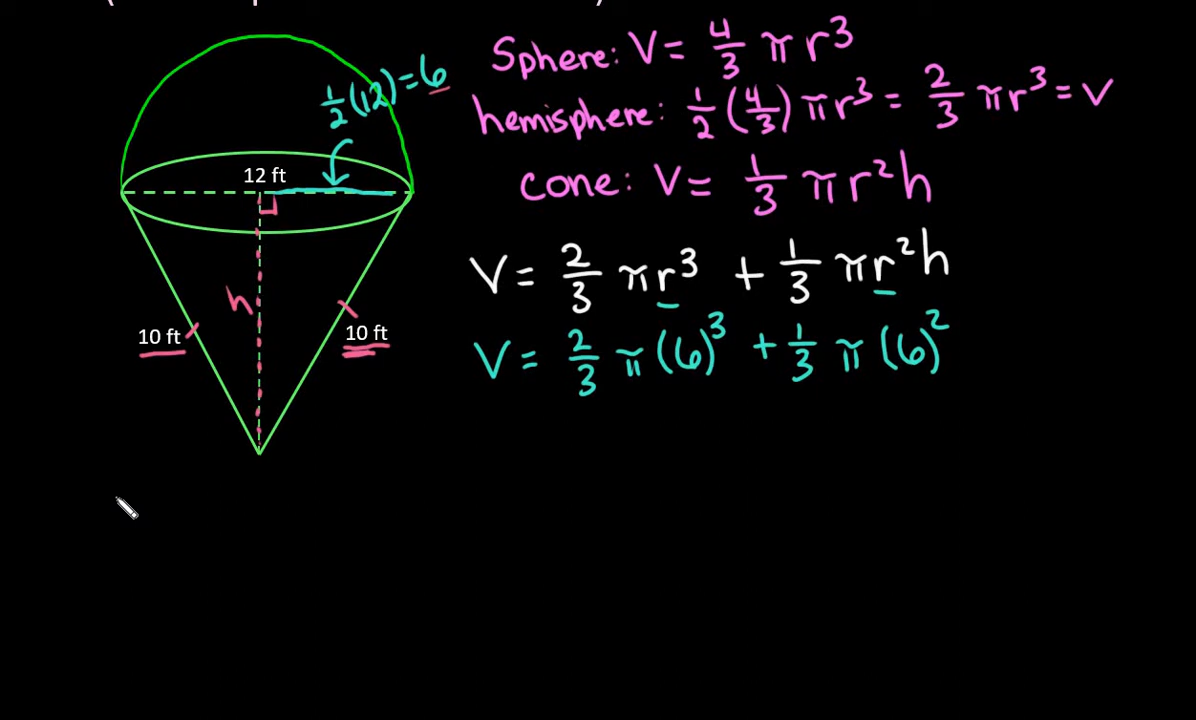 Sphere: V = 4/3 π r³
1/2 (12) = 6
hemisphere: 1/2 (4/3) π r³ = 2/3 π r³ = V
12 ft
cone: V = 1/3 π r² h
V = 2/3 π r³ + 1/3 π r² h
h
10 ft
10 ft
V = 2/3 π (6)³ + 1/3 π (6)²